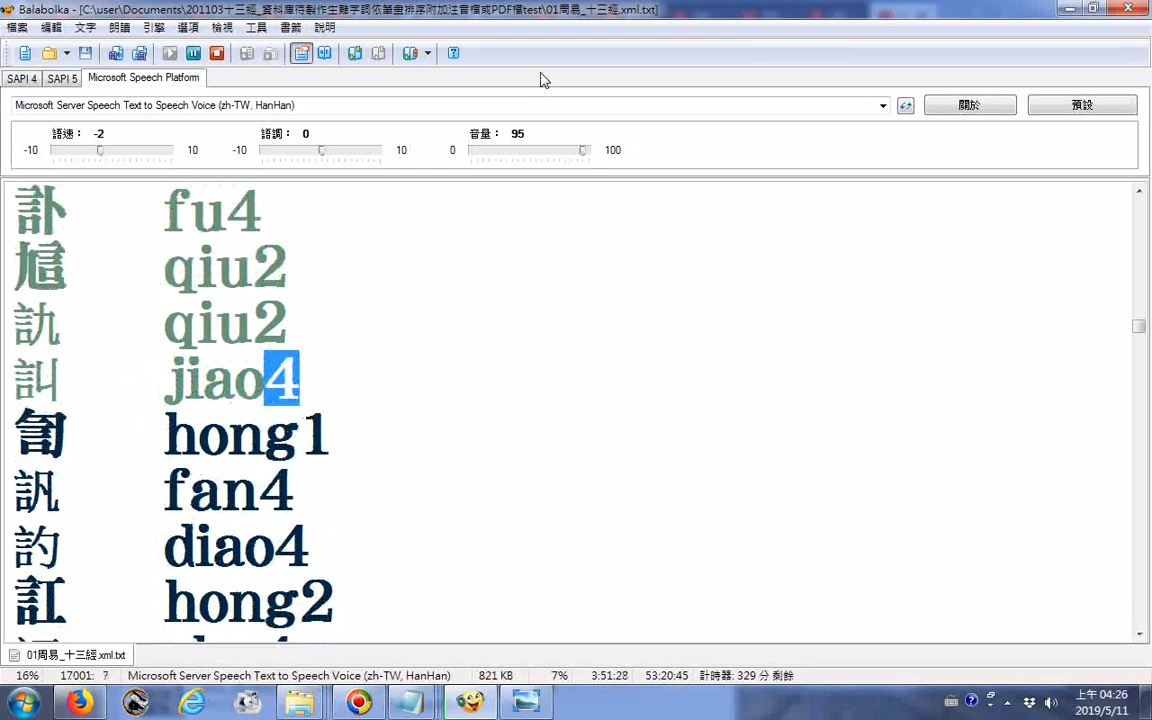 Balabolka - [C:\user\Documents\201103十三經_資料庫待製作生難字詞依筆畫排序附加注音檔或PDF檔test\01周易_十三經.xml.txt]
檔案 編輯 文字 朗讀 引擎 選項 檢視 工具 書籤 說明
SAPI 4 SAPI 5 Microsoft Speech Platform
Microsoft Server Speech Text to Speech Voice (zh-TW, HanHan) 關於 預設
語速： -2 語調： 0 音量： 95
-10 10 -10 10 0 100
訃 fu4
訄 qiu2
訅 qiu2
訆 jiao4
訇 hong1
訉 fan4
訋 diao4
訌 hong2
01周易_十三經.xml.txt
16% 17001: 7 Microsoft Server Speech Text to Speech Voice (zh-TW, HanHan) 821 KB 7% 3:51:28 53:20:45 計時器: 329 分 剩餘
上午 04:26
2019/5/11